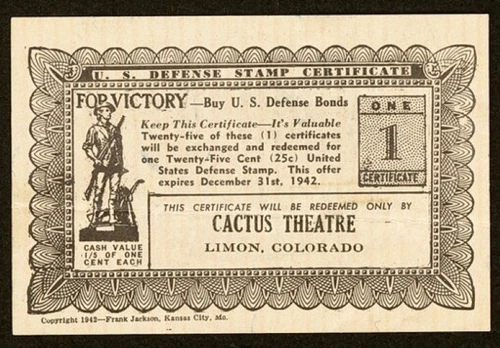 U. S. DEFENSE STAMP CERTIFICATE
FOR VICTORY—Buy U. S. Defense Bonds
Keep This Certificate—It's Valuable
Twenty-five of these (1) certificates
will be exchanged and redeemed for
one Twenty-Five Cent (25c) United
States Defense Stamp. This offer
expires December 31st, 1942.
ONE
1
CERTIFICATE
CASH VALUE
1/5 OF ONE
CENT EACH
THIS CERTIFICATE WILL BE REDEEMED ONLY BY
CACTUS THEATRE
LIMON, COLORADO
Copyright 1942—Frank Jackson, Kansas City, Mo.